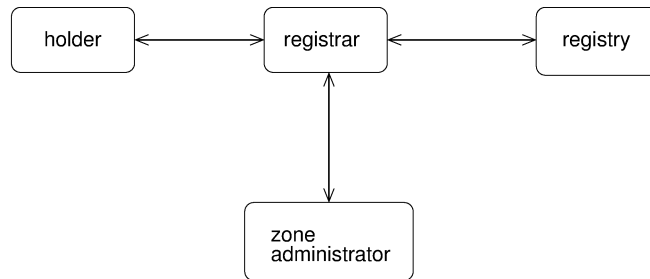 holder
registrar
registry
zone
administrator